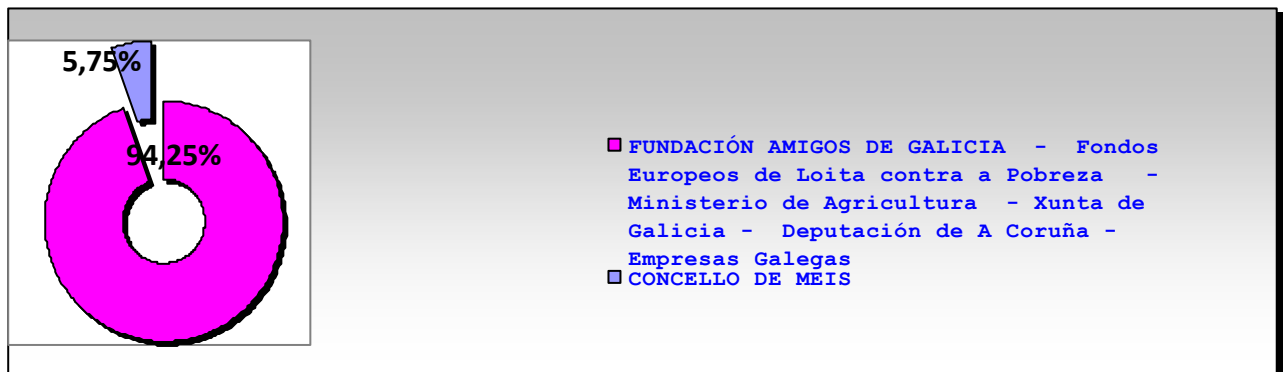 5,75%
94,25%
FUNDACIÓN AMIGOS DE GALICIA - Fondos
Europeos de Loita contra a Pobreza -
Ministerio de Agricultura - Xunta de
Galicia - Deputación de A Coruña -
Empresas Galegas
CONCELLO DE MEIS